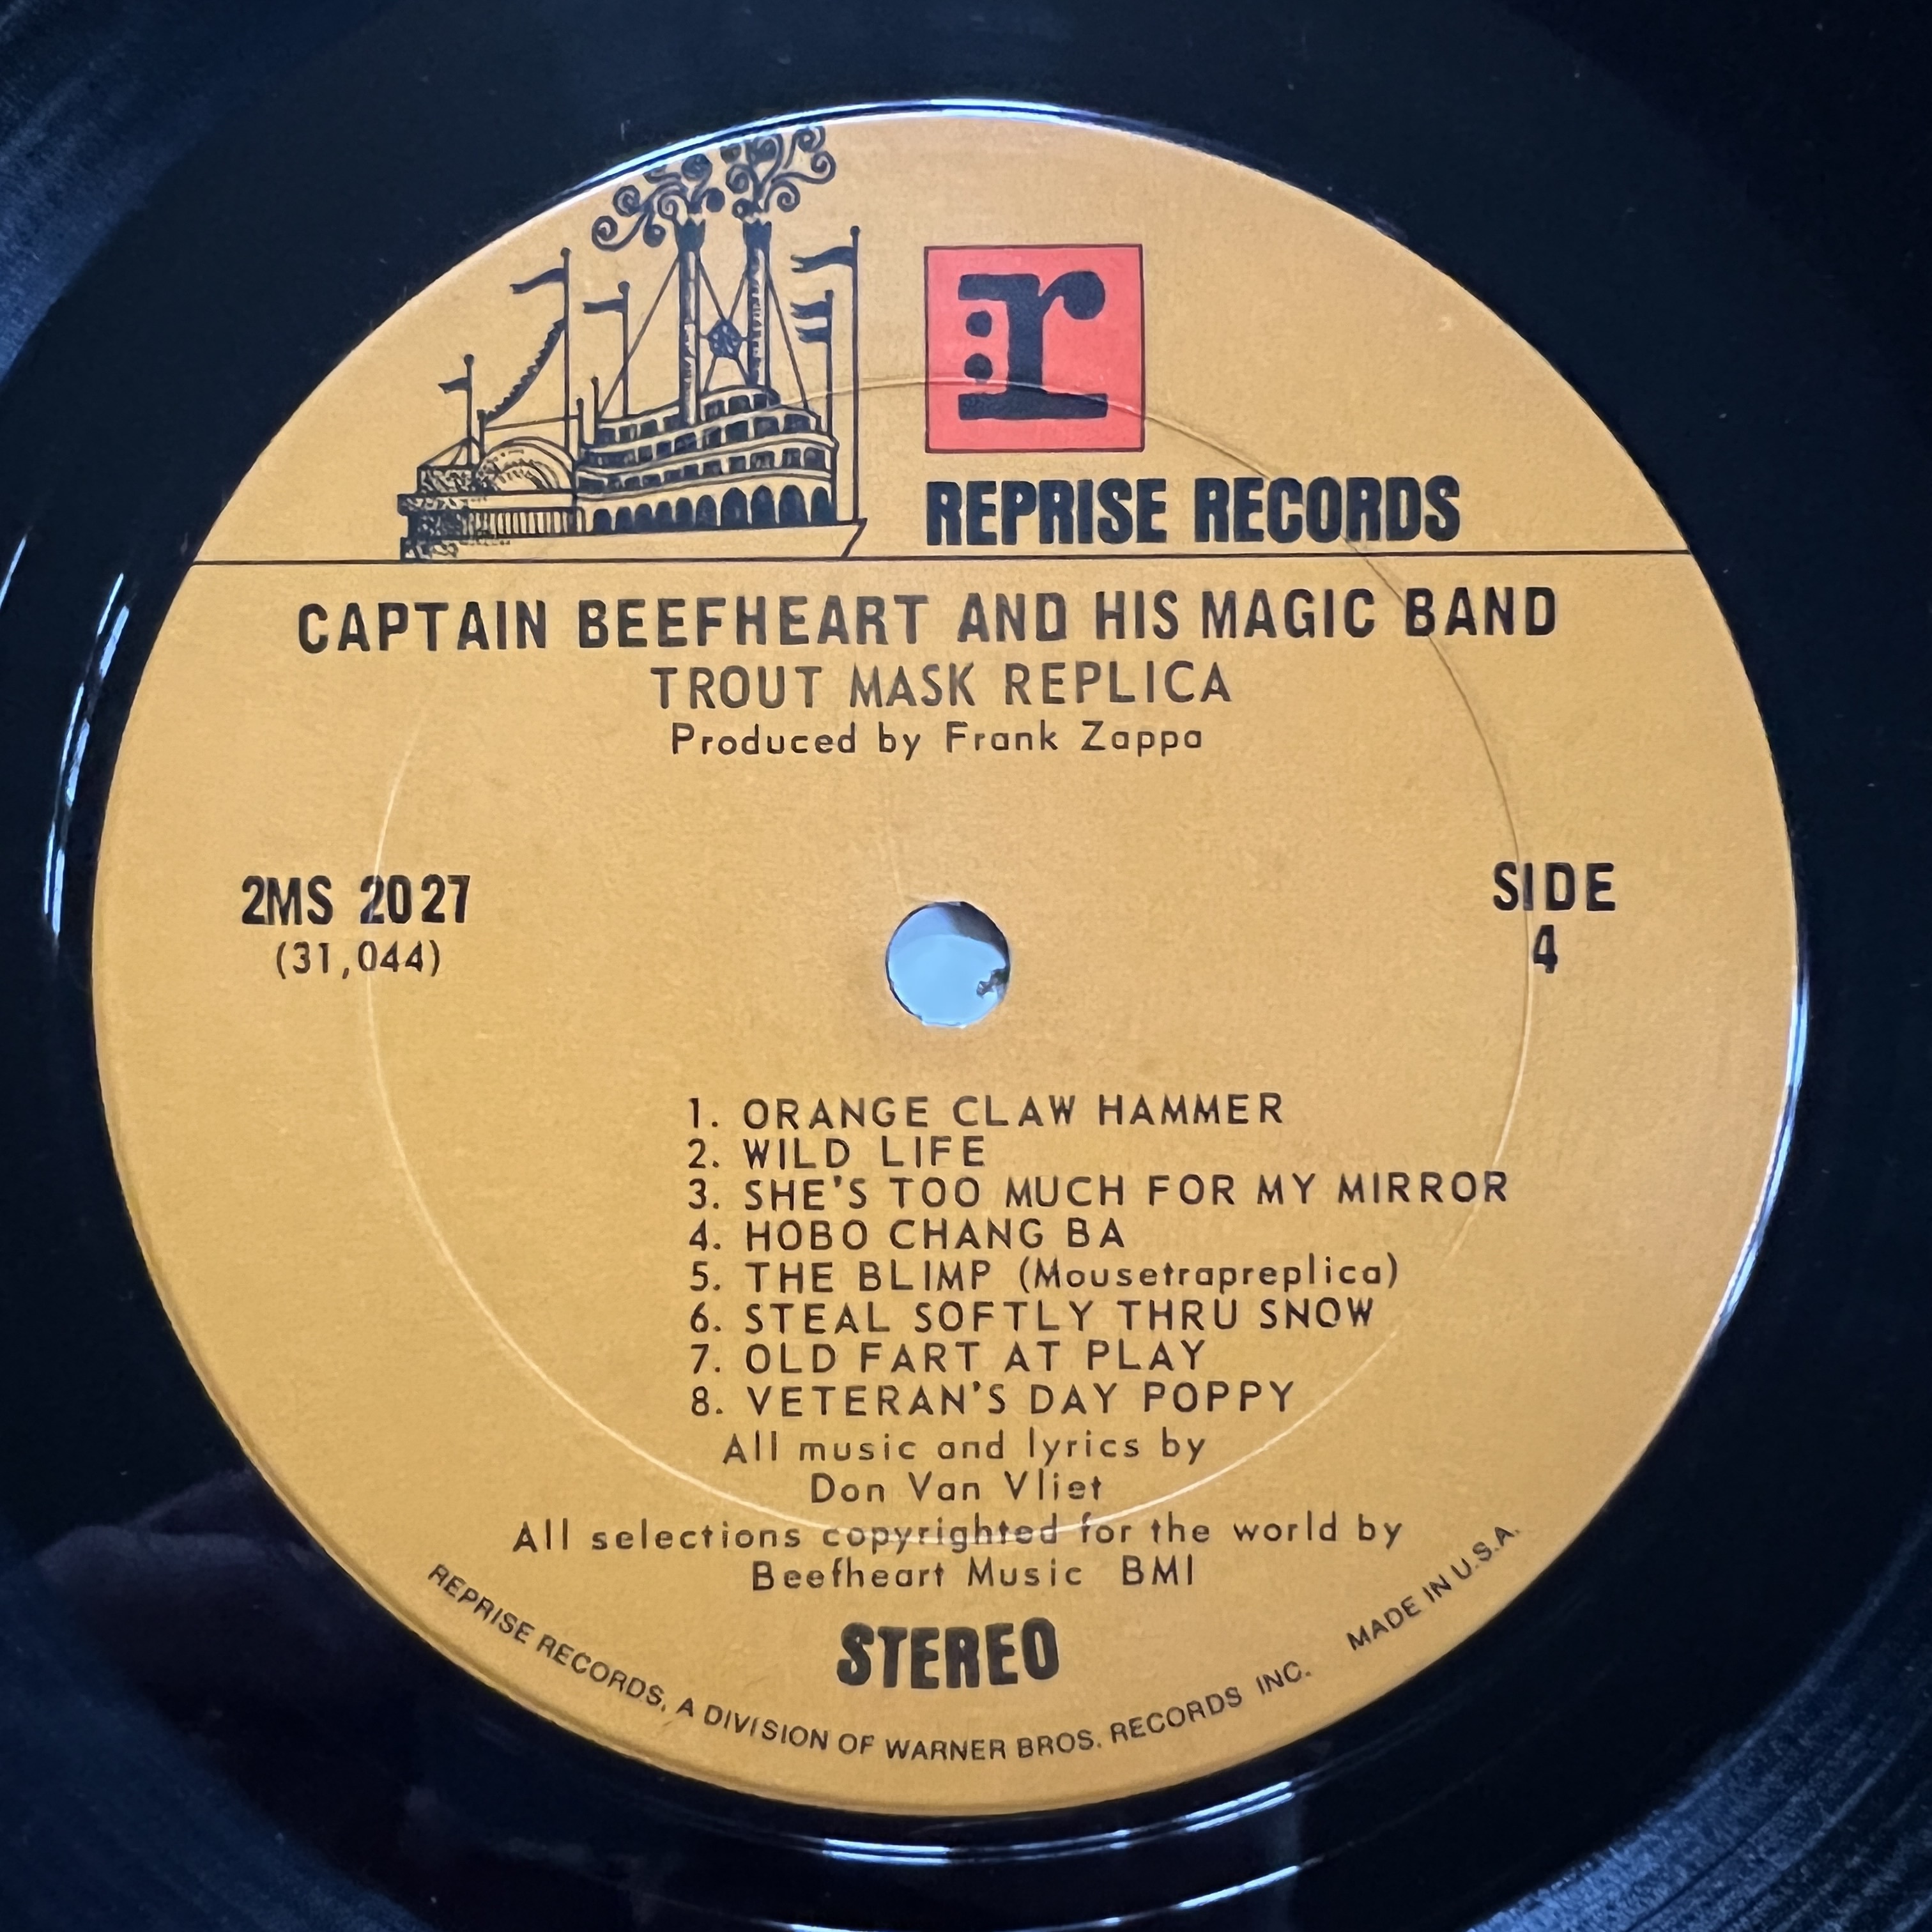 r:
REPRISE RECORDS
CAPTAIN BEEFHEART AND HIS MAGIC BAND
TROUT MASK REPLICA
Produced by Frank Zappa
2MS 2027
(31,044)
SIDE
4
1. ORANGE CLAW HAMMER
2. WILD LIFE
3. SHE'S TOO MUCH FOR MY MIRROR
4. HOBO CHANG BA
5. THE BLIMP (Mousetrapreplica)
6. STEAL SOFTLY THRU SNOW
7. OLD FART AT PLAY
8. VETERAN'S DAY POPPY
All music and lyrics by
Don Van Vliet
All selections copyrighted for the world by
Beefheart Music BMI
STEREO
REPRISE RECORDS, A DIVISION OF WARNER BROS. RECORDS INC. MADE IN U.S.A.